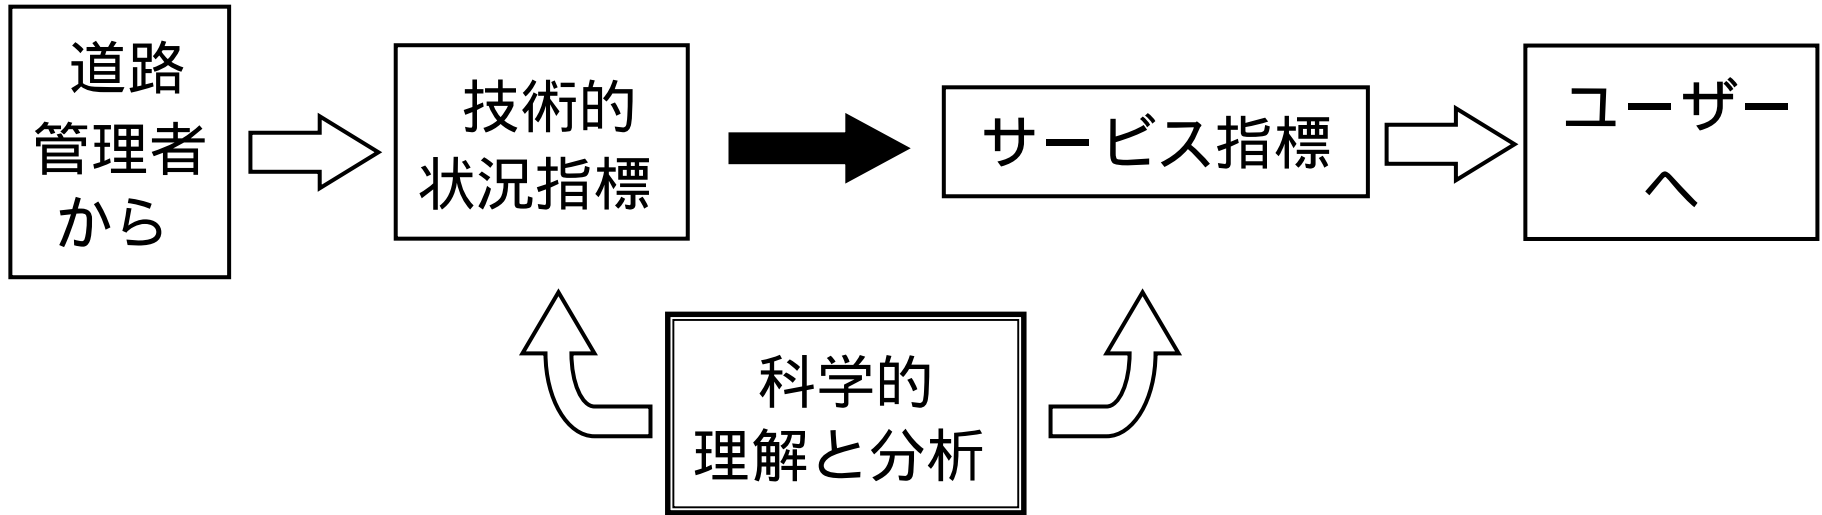 道路
管理者
から
技術的
状況指標
サービス指標
ユーザー
へ
科学的
理解と分析